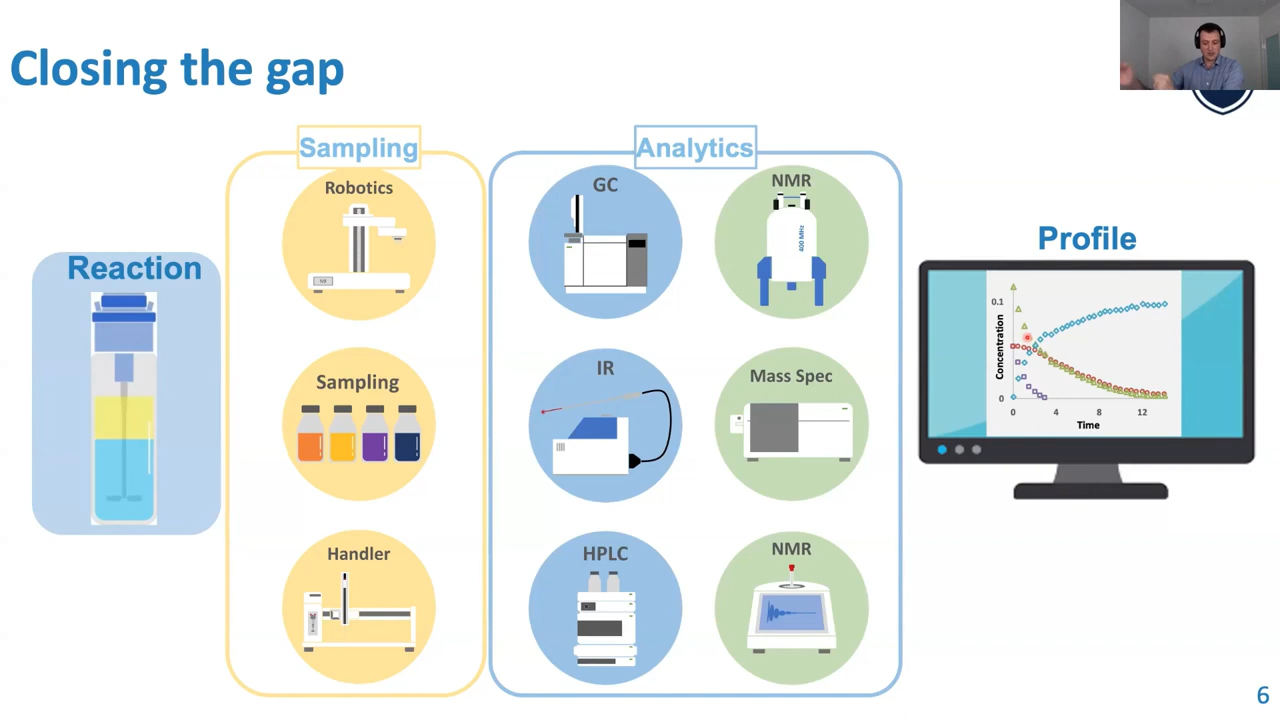 Closing the gap
Reaction
Sampling
Robotics
Sampling
Handler
Analytics
GC
NMR
400 MHz
IR
Mass Spec
HPLC
NMR
Profile
0.1
Concentration
0
0 4 8 12
Time
6